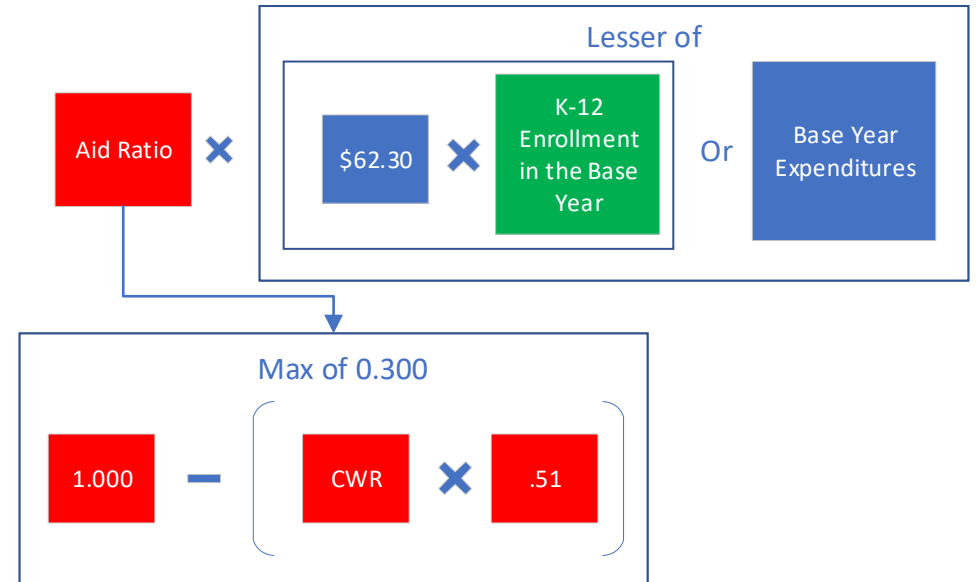 Lesser of
Aid Ratio
$62.30
K-12
Enrollment
in the Base
Year
Or
Base Year
Expenditures
Max of 0.300
1.000
CWR
.51